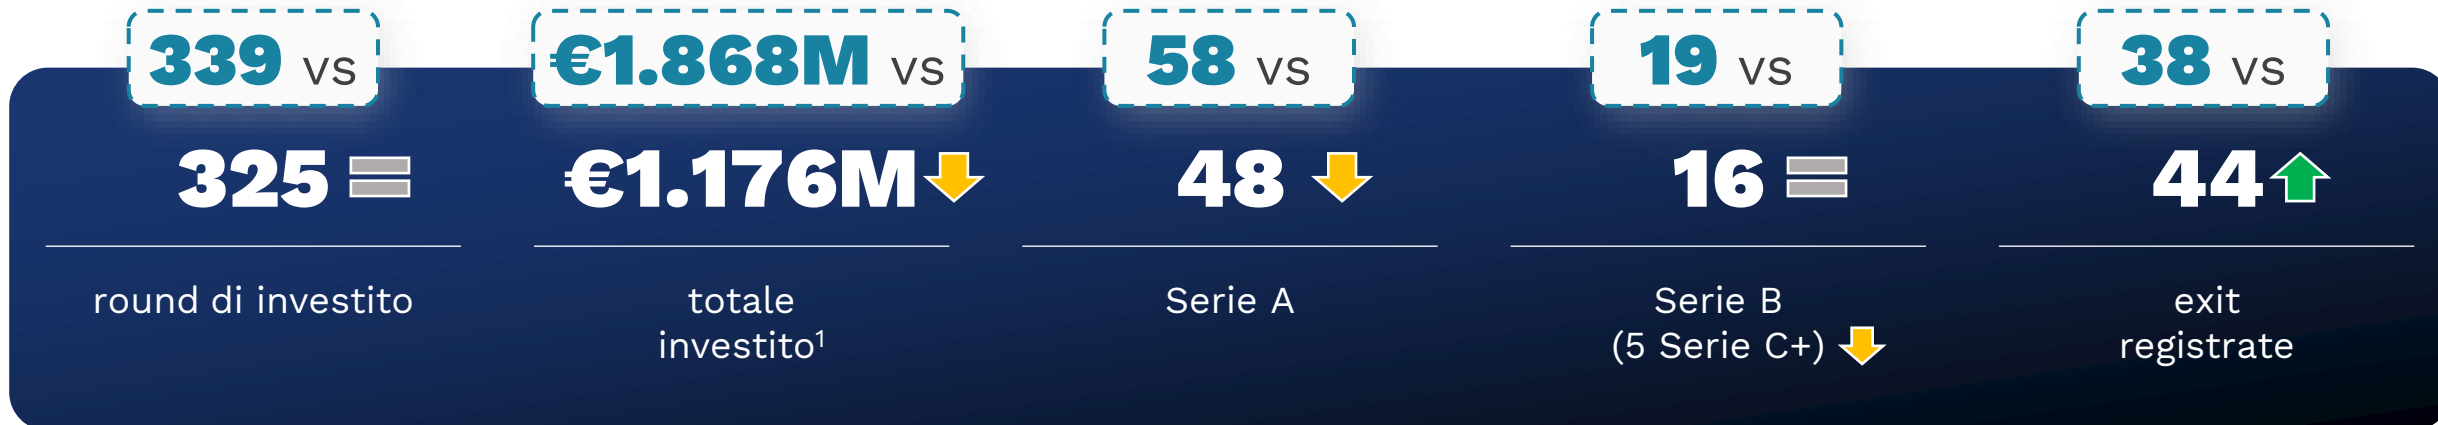 339 vs
325
round di investito
€1.868M vs
€1.176M
totale
investito¹
58 vs
48
Serie A
19 vs
16
Serie B
(5 Serie C+)
38 vs
44
exit
registrate